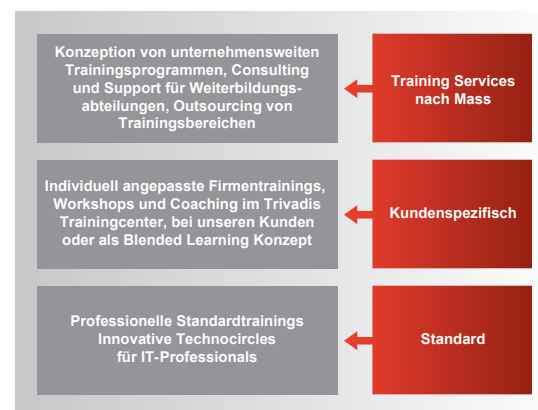 Konzeption von unternehmensweiten
Trainingsprogrammen, Consulting
und Support für Weiterbildungs-
abteilungen, Outsourcing von
Trainingsbereichen
Training Services
nach Mass
Individuell angepasste Firmentrainings,
Workshops und Coaching im Trivadis
Trainingcenter, bei unseren Kunden
oder als Blended Learning Konzept
Kundenspezifisch
Professionelle Standardtrainings
Innovative Technocircles
für IT-Professionals
Standard